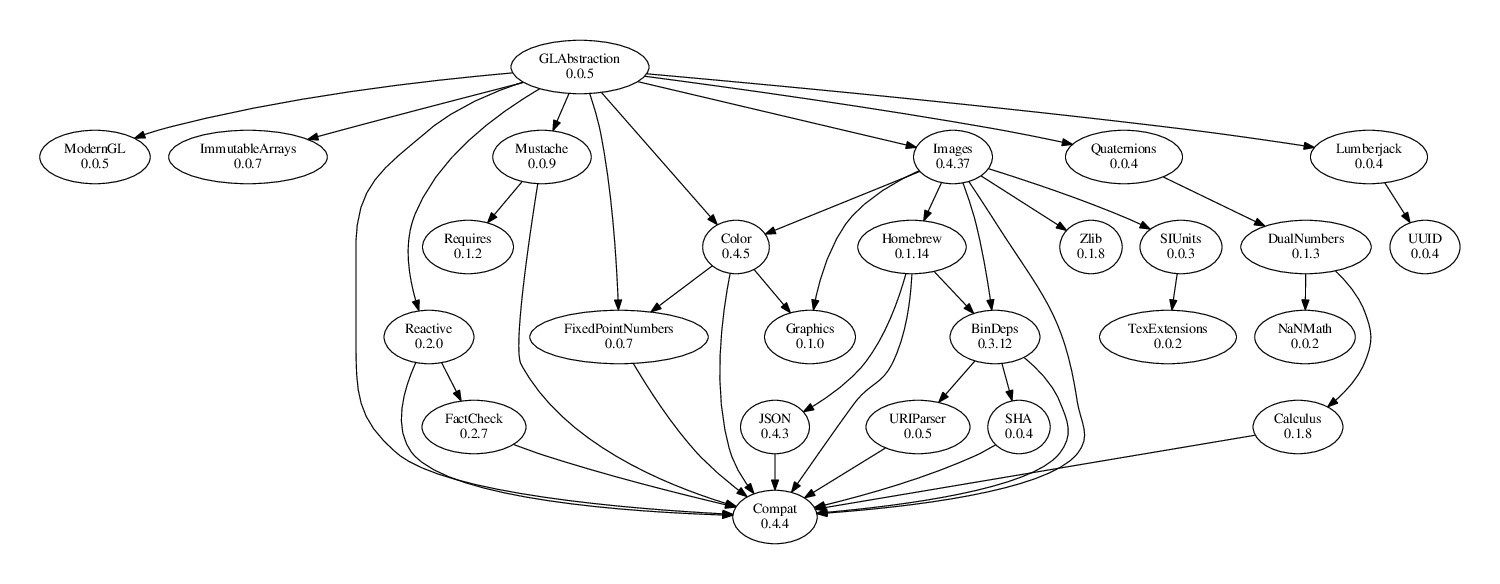 GLAbstraction
0.0.5
ModernGL
0.0.5
ImmutableArrays
0.0.7
Mustache
0.0.9
Images
0.4.37
Quaternions
0.0.4
Lumberjack
0.0.4
Requires
0.1.2
Color
0.4.5
Homebrew
0.1.14
Zlib
0.1.8
SIUnits
0.0.3
DualNumbers
0.1.3
UUID
0.0.4
Reactive
0.2.0
FixedPointNumbers
0.0.7
Graphics
0.1.0
BinDeps
0.3.12
TexExtensions
0.0.2
NaNMath
0.0.2
FactCheck
0.2.7
JSON
0.4.3
URIParser
0.0.5
SHA
0.0.4
Calculus
0.1.8
Compat
0.4.4